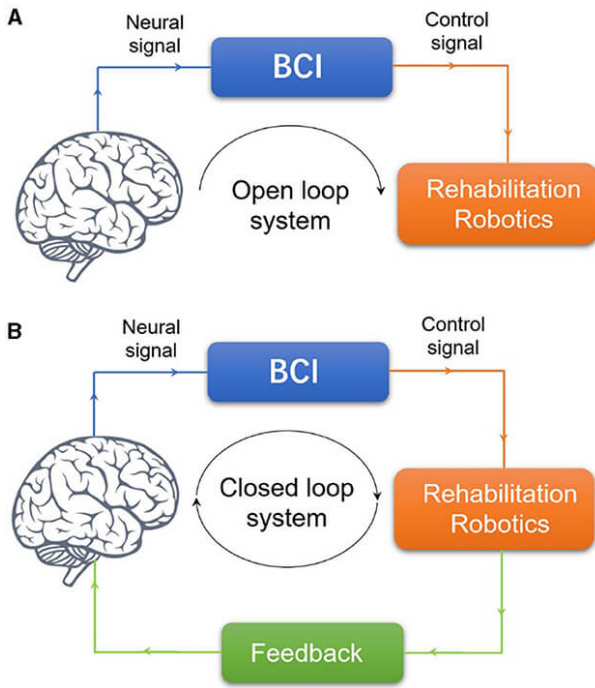 A
Neural
signal
BCI
Control
signal
Open loop
system
Rehabilitation
Robotics
B
Neural
signal
BCI
Control
signal
Closed loop
system
Rehabilitation
Robotics
Feedback